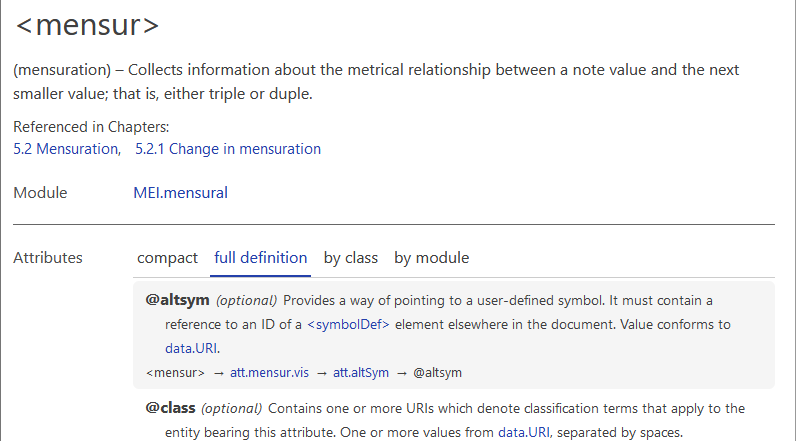 <mensur>
(mensuration) – Collects information about the metrical relationship between a note value and the next
smaller value; that is, either triple or duple.
Referenced in Chapters:
5.2 Mensuration, 5.2.1 Change in mensuration
Module MEI.mensural
Attributes compact full definition by class by module
@altsym (optional) Provides a way of pointing to a user-defined symbol. It must contain a
reference to an ID of a <symbolDef> element elsewhere in the document. Value conforms to
data.URI.
<mensur> → att.mensur.vis → att.altSym → @altsym
@class (optional) Contains one or more URIs which denote classification terms that apply to the
entity bearing this attribute. One or more values from data.URI, separated by spaces.